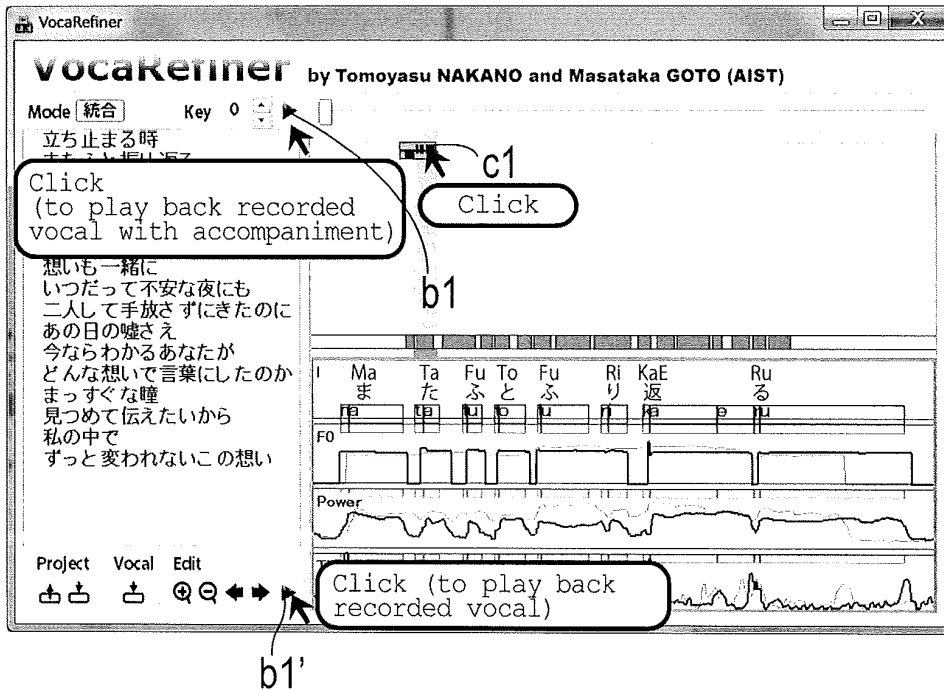 VocaRefiner
VocaRefiner by Tomoyasu NAKANO and Masataka GOTO (AIST)
Mode 統合 Key 0
立ち止まる時
c1
Click
(to play back recorded
vocal with accompaniment)
Click
b1
想いも一緒に
いつだって不安な夜にも
二人して手放さずにきたのに
あの日の嘘さえ
今ならわかるあなたが
どんな想いで言葉にしたのか
まっすぐな瞳
見つめて伝えたいから
私の中で
ずっと変われないこの想い
Ma Ta Fu To Fu Ri KaE Ru
ま た ふ と ふ り 返 る
F0
Power
Project Vocal Edit
Click (to play back
recorded vocal)
b1'